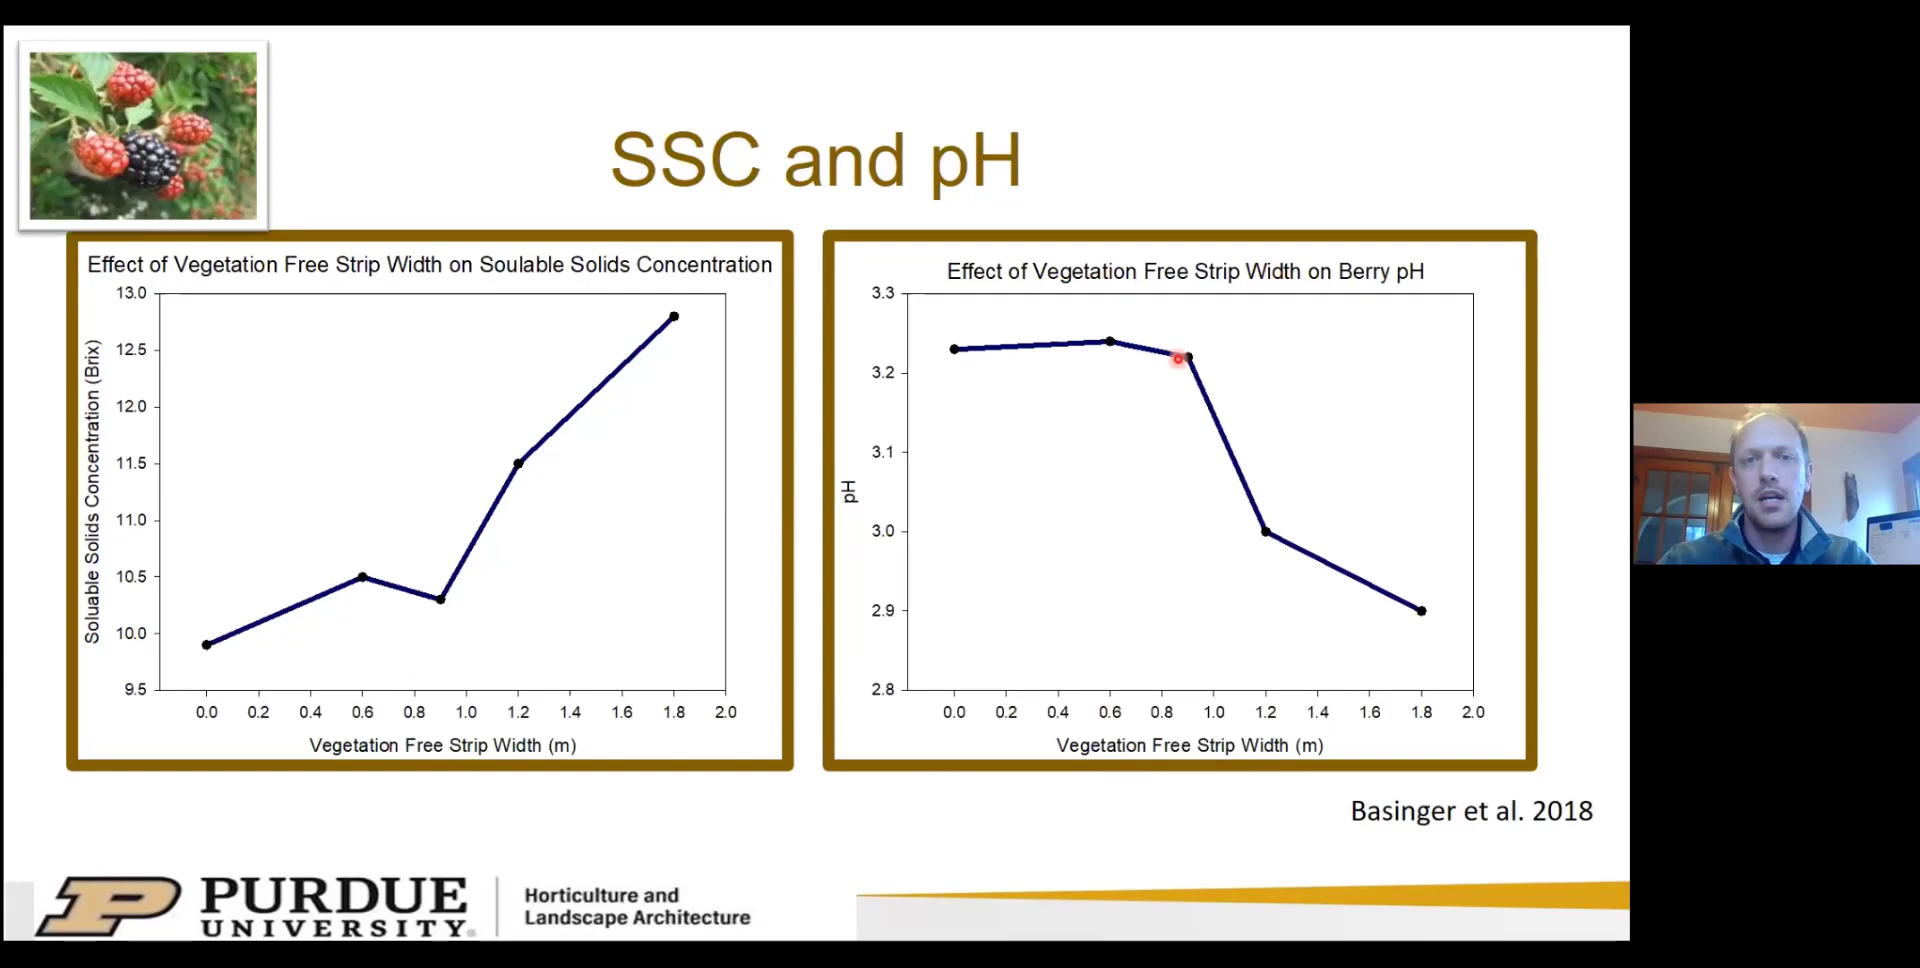 SSC and pH
Effect of Vegetation Free Strip Width on Soulable Solids Concentration
Soluable Solids Concentration (Brix)
13.0
12.5
12.0
11.5
11.0
10.5
10.0
9.5
0.0 0.2 0.4 0.6 0.8 1.0 1.2 1.4 1.6 1.8 2.0
Vegetation Free Strip Width (m)
Effect of Vegetation Free Strip Width on Berry pH
pH
3.3
3.2
3.1
3.0
2.9
2.8
0.0 0.2 0.4 0.6 0.8 1.0 1.2 1.4 1.6 1.8 2.0
Vegetation Free Strip Width (m)
Basinger et al. 2018
P
PURDUE
UNIVERSITY.
Horticulture and
Landscape Architecture